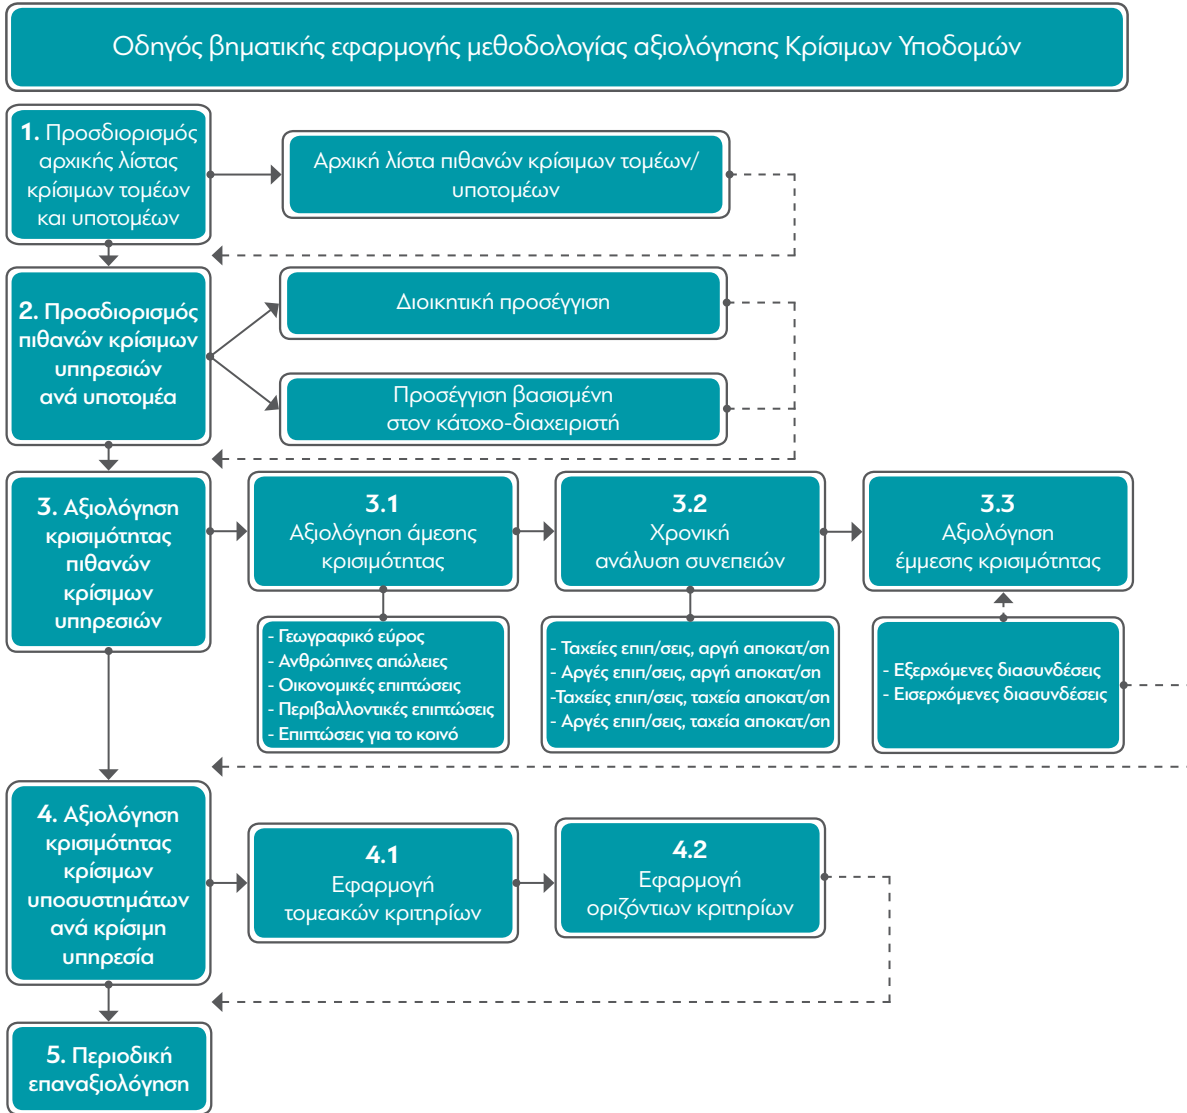 Οδηγός βηματικής εφαρμογής μεθοδολογίας αξιολόγησης Κρίσιμων Υποδομών
1. Προσδιορισμός
αρχικής λίστας
κρίσιμων τομέων
και υποτομέων
Αρχική λίστα πιθανών κρίσιμων τομέων/
υποτομέων
2. Προσδιορισμός
πιθανών κρίσιμων
υπηρεσιών
ανά υποτομέα
Διοικητική προσέγγιση
Προσέγγιση βασισμένη
στον κάτοχο-διαχειριστή
3. Αξιολόγηση
κρισιμότητας
πιθανών
κρίσιμων
υπηρεσιών
3.1
Αξιολόγηση άμεσης
κρισιμότητας
3.2
Χρονική
ανάλυση συνεπειών
3.3
Αξιολόγηση
έμμεσης κρισιμότητας
- Γεωγραφικό εύρος
- Ανθρώπινες απώλειες
- Οικονομικές επιπτώσεις
- Περιβαλλοντικές επιπτώσεις
- Επιπτώσεις για το κοινό
- Ταχείες επιπ/σεις, αργή αποκατ/ση
- Αργές επιπ/σεις, αργή αποκατ/ση
-Ταχείες επιπ/σεις, ταχεία αποκατ/ση
- Αργές επιπ/σεις, ταχεία αποκατ/ση
- Εξερχόμενες διασυνδέσεις
- Εισερχόμενες διασυνδέσεις
4. Αξιολόγηση
κρισιμότητας
κρίσιμων
υποσυστημάτων
ανά κρίσιμη
υπηρεσία
4.1
Εφαρμογή
τομεακών κριτηρίων
4.2
Εφαρμογή
οριζόντιων κριτηρίων
5. Περιοδική
επαναξιολόγηση